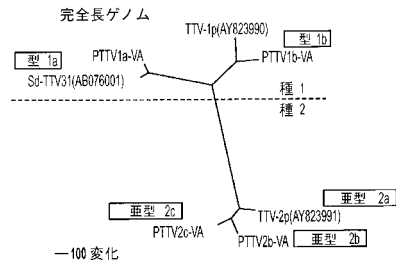 完全長ゲノム
TTV-1p(AY823990)
型 1b
型 1a
PTTV1a-VA
PTTV1b-VA
Sd-TTV31(AB076001)
種 1
種 2
亜型 2a
亜型 2c
TTV-2p(AY823991)
PTTV2c-VA
PTTV2b-VA
亜型 2b
100 変化